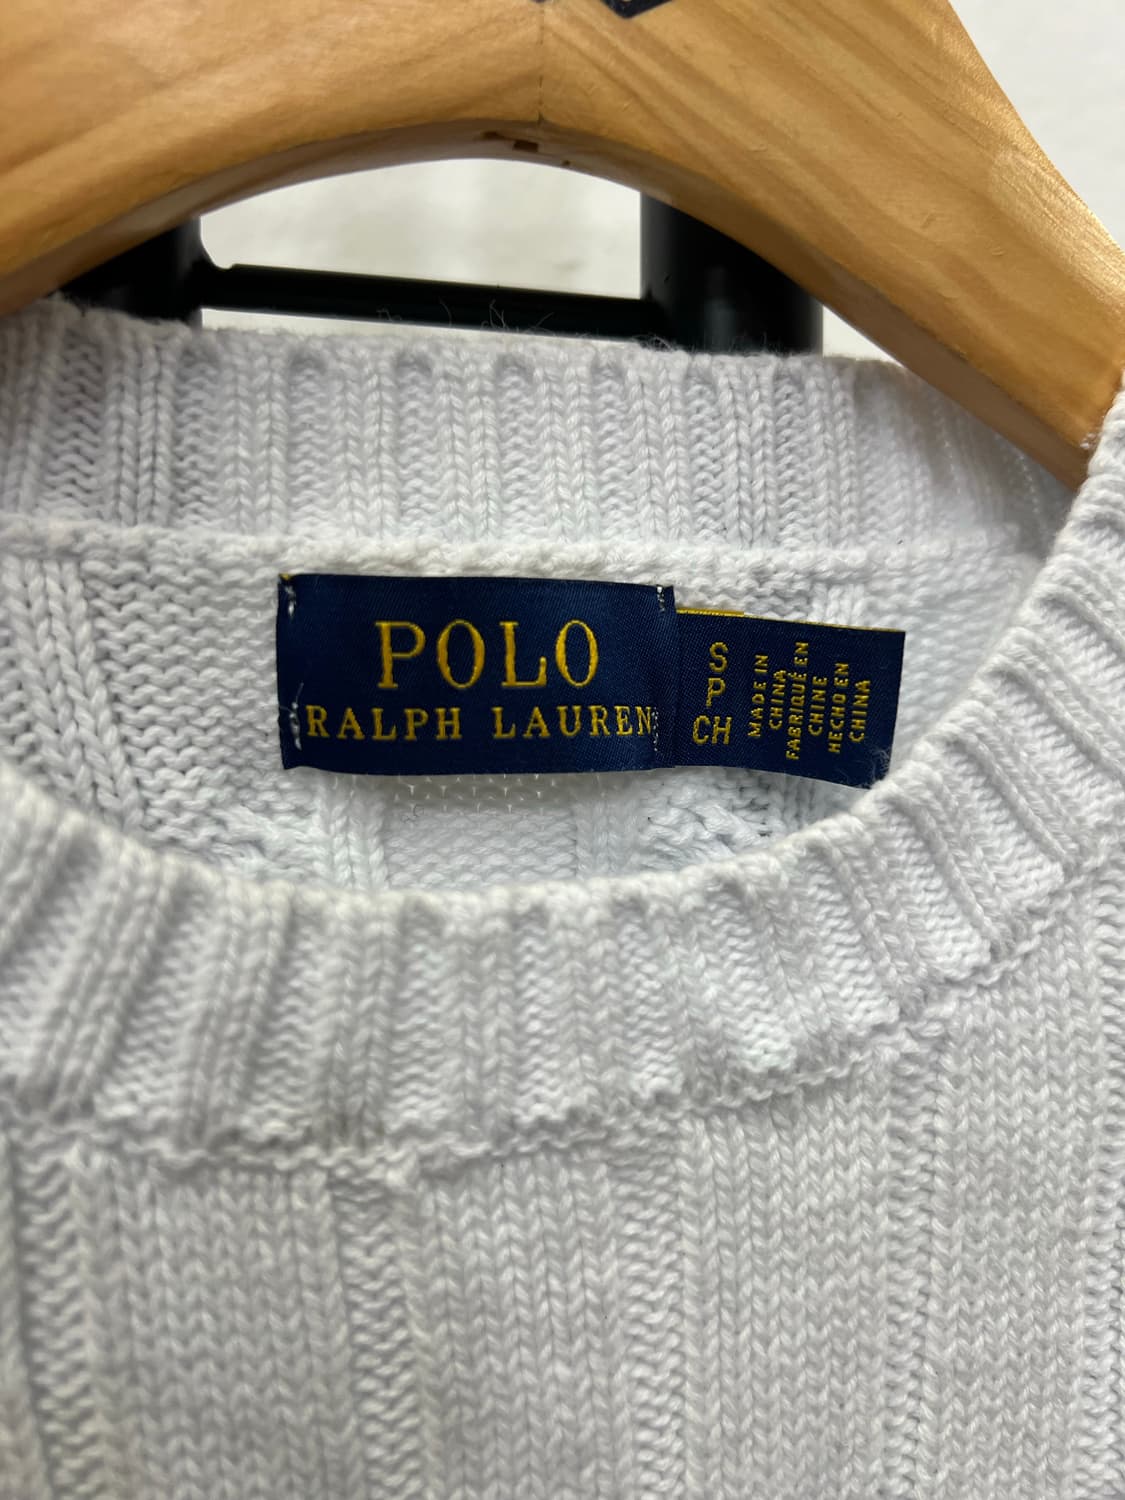 POLO
RALPH LAUREN
S
P
CH
MADE IN
CHINA
FABRIQUÉ EN
CHINE
HECHO EN
CHINA